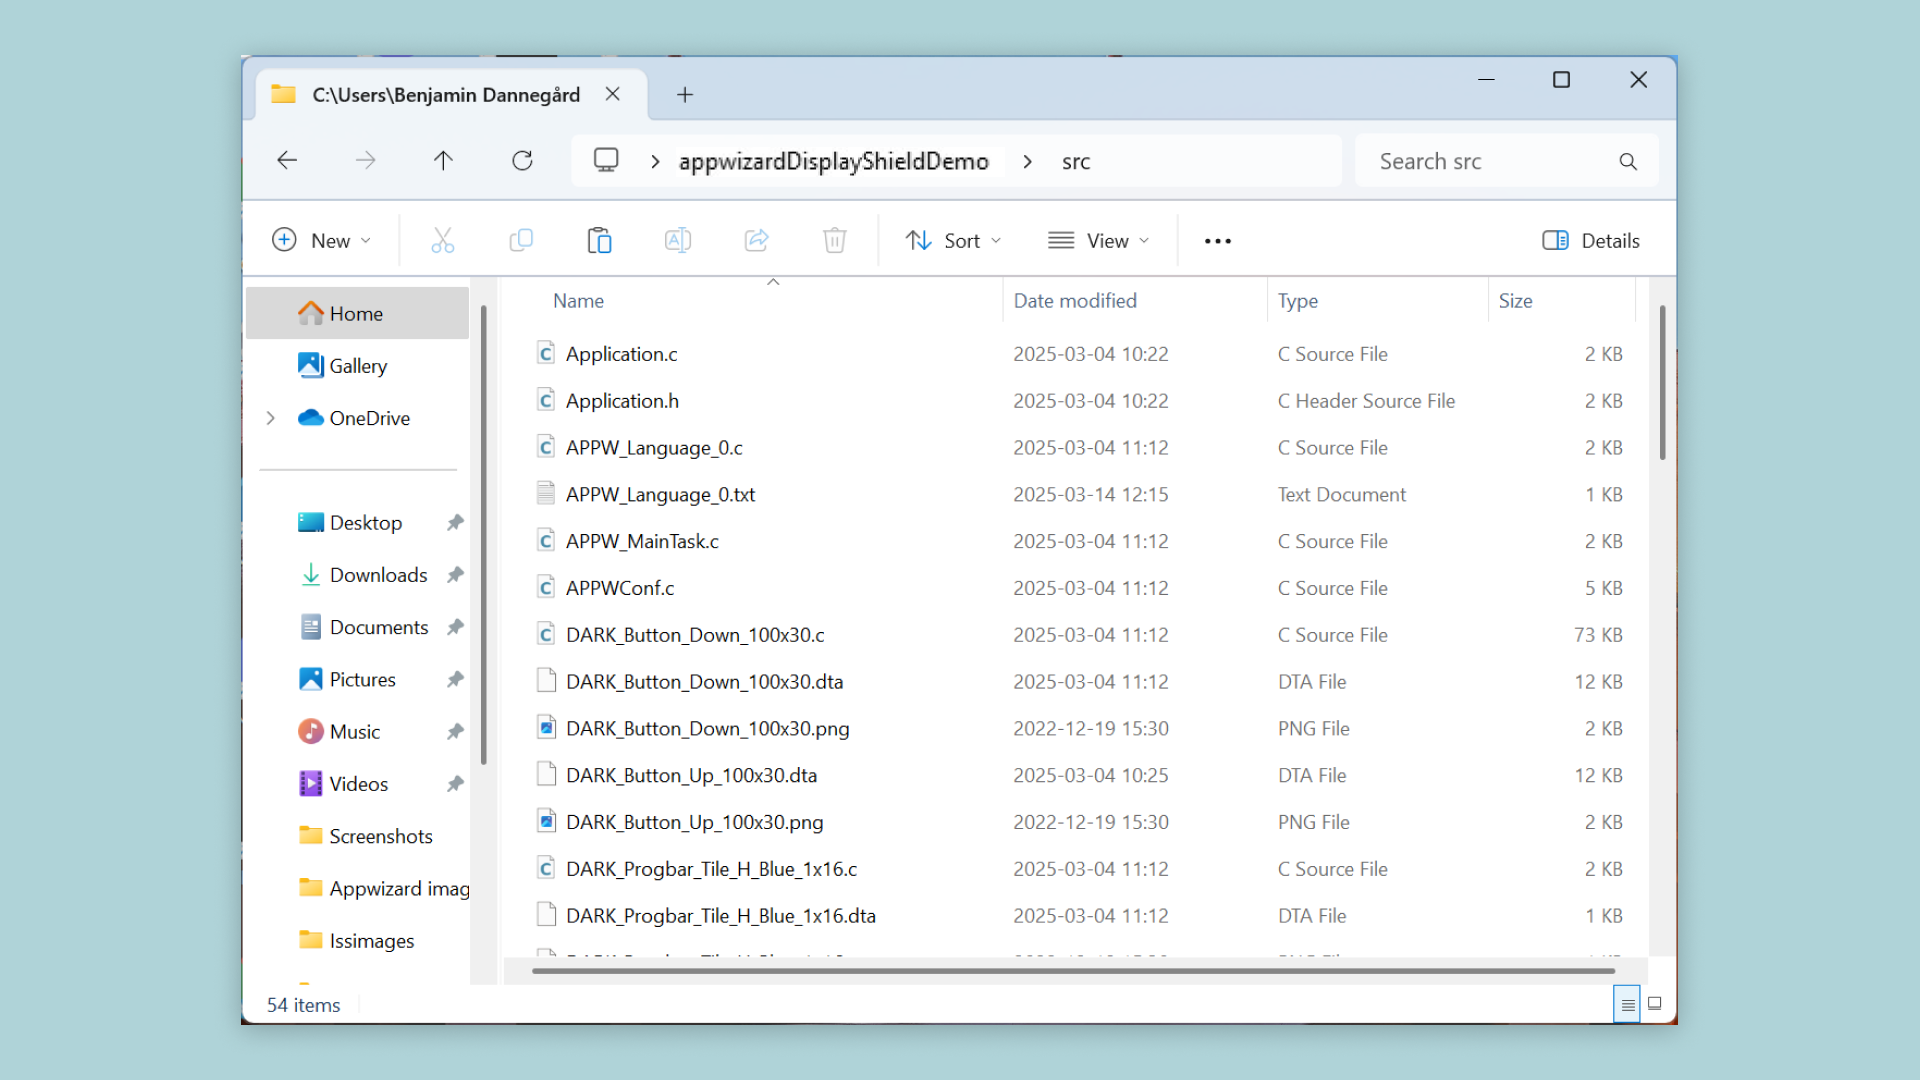 C:\Users\Benjamin Dannegård
appwizardDisplayShieldDemo > src
Search src
New
Sort
View
Details
Home
Gallery
OneDrive
Desktop
Downloads
Documents
Pictures
Music
Videos
Screenshots
Appwizard imag
Issimages
Name Date modified Type Size
Application.c 2025-03-04 10:22 C Source File 2 KB
Application.h 2025-03-04 10:22 C Header Source File 2 KB
APPW_Language_0.c 2025-03-04 11:12 C Source File 2 KB
APPW_Language_0.txt 2025-03-14 12:15 Text Document 1 KB
APPW_MainTask.c 2025-03-04 11:12 C Source File 2 KB
APPWConf.c 2025-03-04 11:12 C Source File 5 KB
DARK_Button_Down_100x30.c 2025-03-04 11:12 C Source File 73 KB
DARK_Button_Down_100x30.dta 2025-03-04 11:12 DTA File 12 KB
DARK_Button_Down_100x30.png 2022-12-19 15:30 PNG File 2 KB
DARK_Button_Up_100x30.dta 2025-03-04 10:25 DTA File 12 KB
DARK_Button_Up_100x30.png 2022-12-19 15:30 PNG File 2 KB
DARK_Progbar_Tile_H_Blue_1x16.c 2025-03-04 11:12 C Source File 2 KB
DARK_Progbar_Tile_H_Blue_1x16.dta 2025-03-04 11:12 DTA File 1 KB
54 items